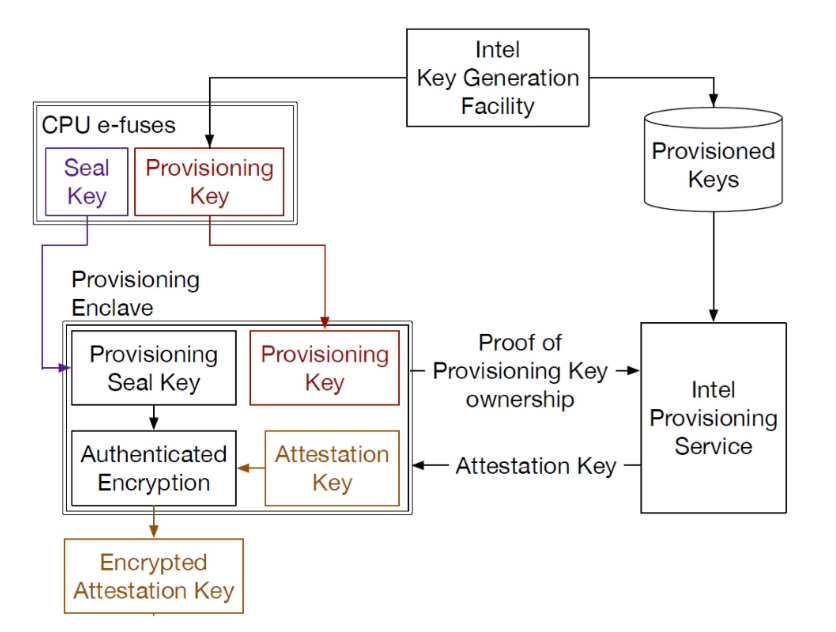 Intel
Key Generation
Facility
CPU e-fuses
Seal
Key
Provisioning
Key
Provisioned
Keys
Provisioning
Enclave
Provisioning
Seal Key
Provisioning
Key
Proof of
Provisioning Key
ownership
Intel
Provisioning
Service
Authenticated
Encryption
Attestation
Key
Attestation Key
Encrypted
Attestation Key